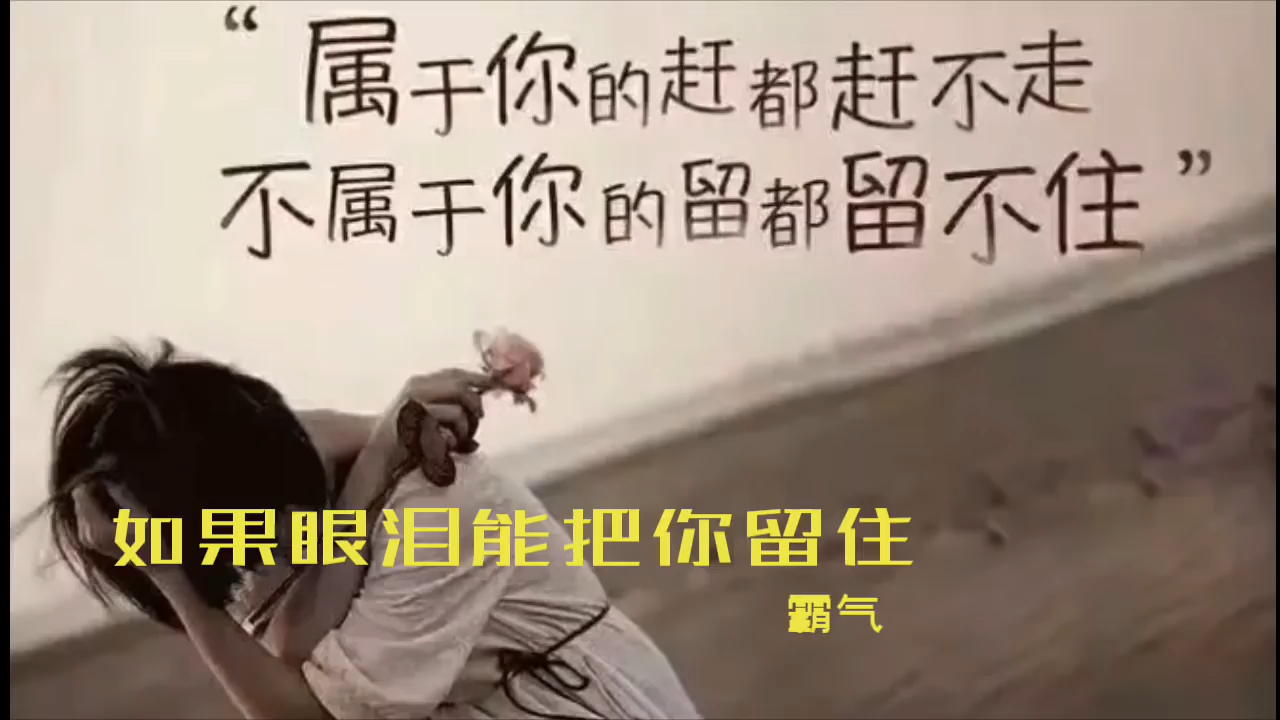 “属于你的赶都赶不走
不属于你的留都留不住”
如果眼泪能把你留住
霸气